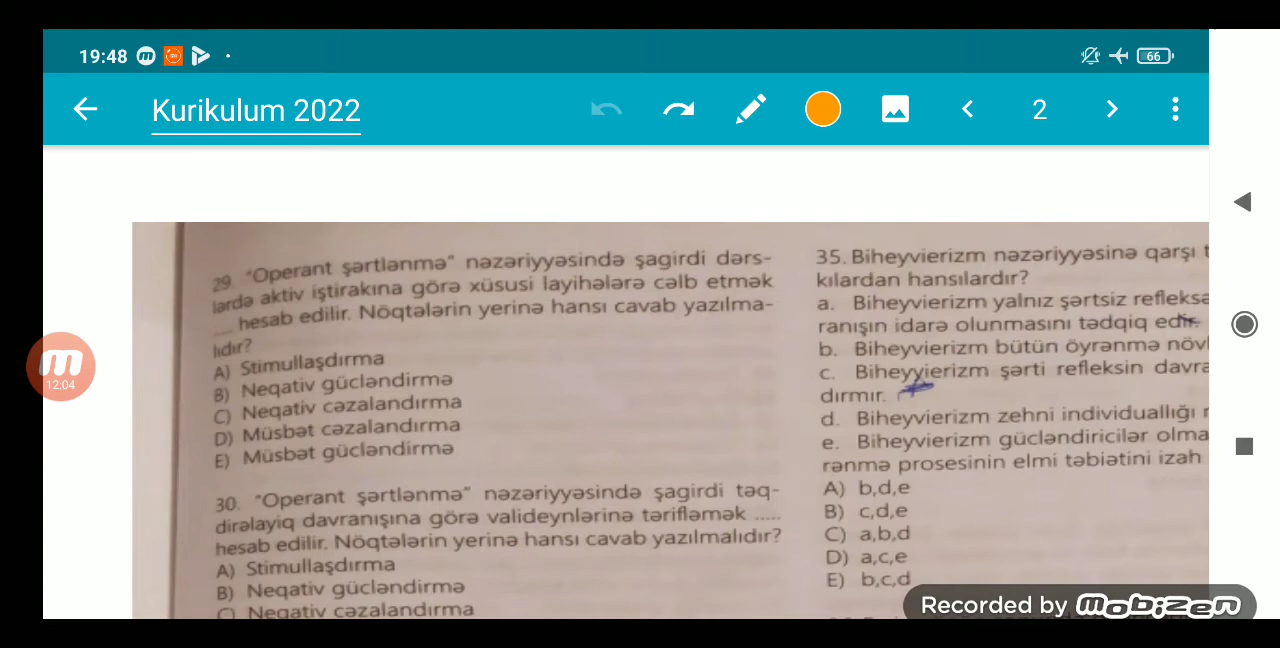 19:48
66
Kurikulum 2022
2
29. "Operant şərtlənmə" nəzəriyyəsində şagirdi dərs-
lərdə aktiv iştirakına görə xüsusi layihələrə cəlb etmək
.... hesab edilir. Nöqtələrin yerinə hansı cavab yazılma-
lıdır?
A) Stimullaşdırma
B) Neqativ gücləndirmə
C) Neqativ cəzalandırma
D) Müsbət cəzalandırma
E) Müsbət gücləndirmə
30. "Operant şərtlənmə" nəzəriyyəsində şagirdi təq-
dirəlayiq davranışına görə valideynlərinə tərifləmək .....
hesab edilir. Nöqtələrin yerinə hansı cavab yazılmalıdır?
A) Stimullaşdırma
B) Neqativ gücləndirmə
C) Neqativ cəzalandırma
35. Biheyvierizm nəzəriyyəsinə qarşı
kılardan hansılardır?
a. Biheyvierizm yalnız şərtsiz refleksə
ranışın idarə olunmasını tədqiq edir.
b. Biheyvierizm bütün öyrənmə növl
c. Biheyyierizm şərti refleksin davra
dırmır.
d. Biheyvierizm zehni individuallığı
e. Biheyvierizm gücləndiricilər olma
rənmə prosesinin elmi təbiətini izah
A) b,d,e
B) c,d,e
C) a,b,d
D) a,c,e
E) b,c,d
12:04
Recorded by mobizen